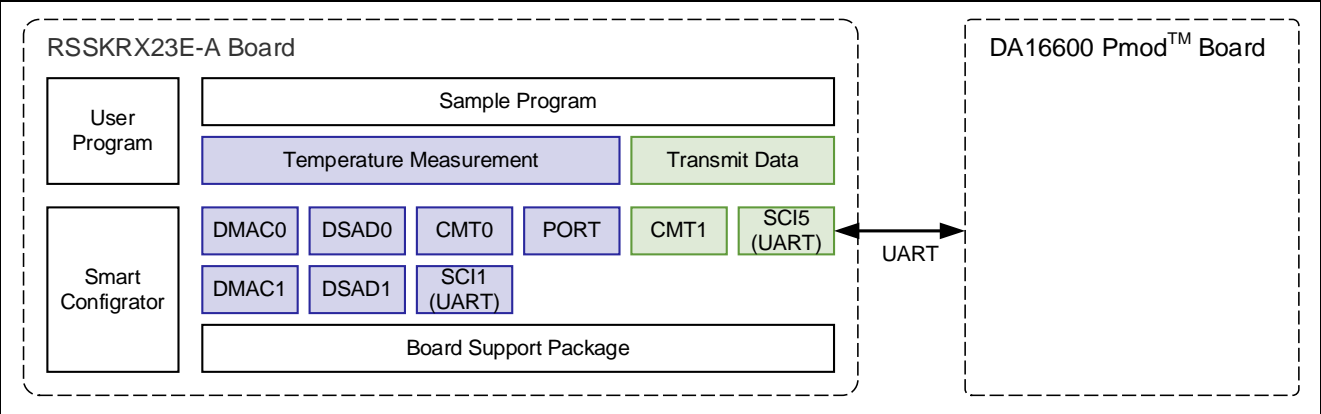 RSSKRX23E-A Board
DA16600 Pmod™ Board
User
Program
Sample Program
Temperature Measurement
Transmit Data
Smart
Configrator
DMAC0
DSAD0
CMT0
PORT
CMT1
SCI5
(UART)
UART
DMAC1
DSAD1
SCI1
(UART)
Board Support Package